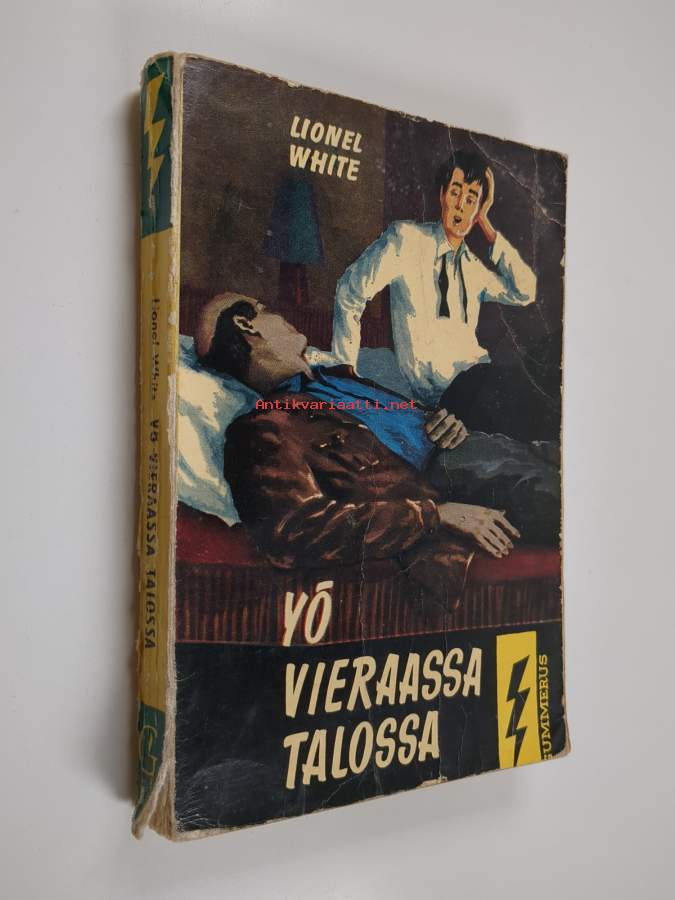 LIONEL
WHITE
YÖ
VIERAASSA
TALOSSA
GUMMERUS
Lionel White YÖ VIERAASSA TALOSSA
G
Antikvariaatti.net